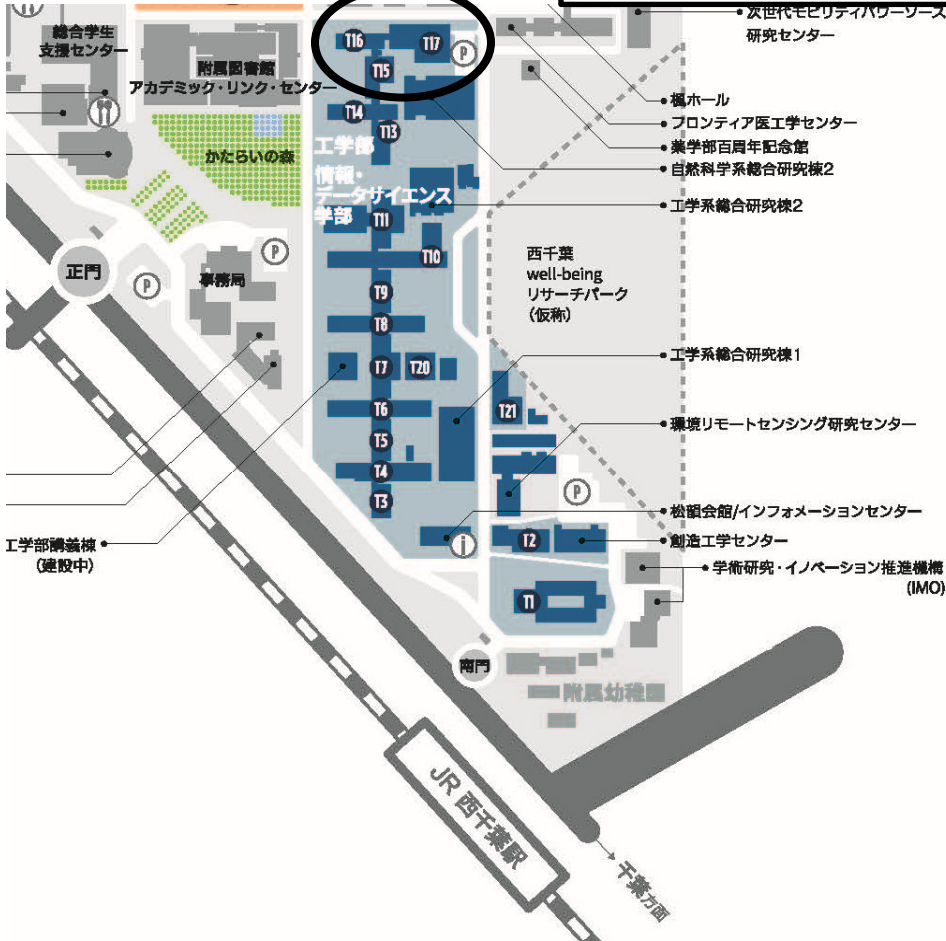 総合学生
支援センター
附属図書館
アカデミック・リンク・センター
かたらいの森
正門
P
P
事務局
工学部講義棟
(建設中)
T16
T17
P
T15
T14
T13
工学部
情報・
データサイエンス
学部
T11
T10
T9
T8
T7
T20
T6
T5
T4
T3
i
T21
P
T2
T1
南門
附属幼稚園
西千葉
well-being
リサーチパーク
(仮称)
次世代モビリティパワーソース
研究センター
楓ホール
フロンティア医工学センター
薬学部百周年記念館
自然科学系総合研究棟2
工学系総合研究棟2
工学系総合研究棟1
環境リモートセンシング研究センター
松韻会館/インフォメーションセンター
創造工学センター
学術研究・イノベーション推進機構
(IMO)
JR 西千葉駅
千葉方面